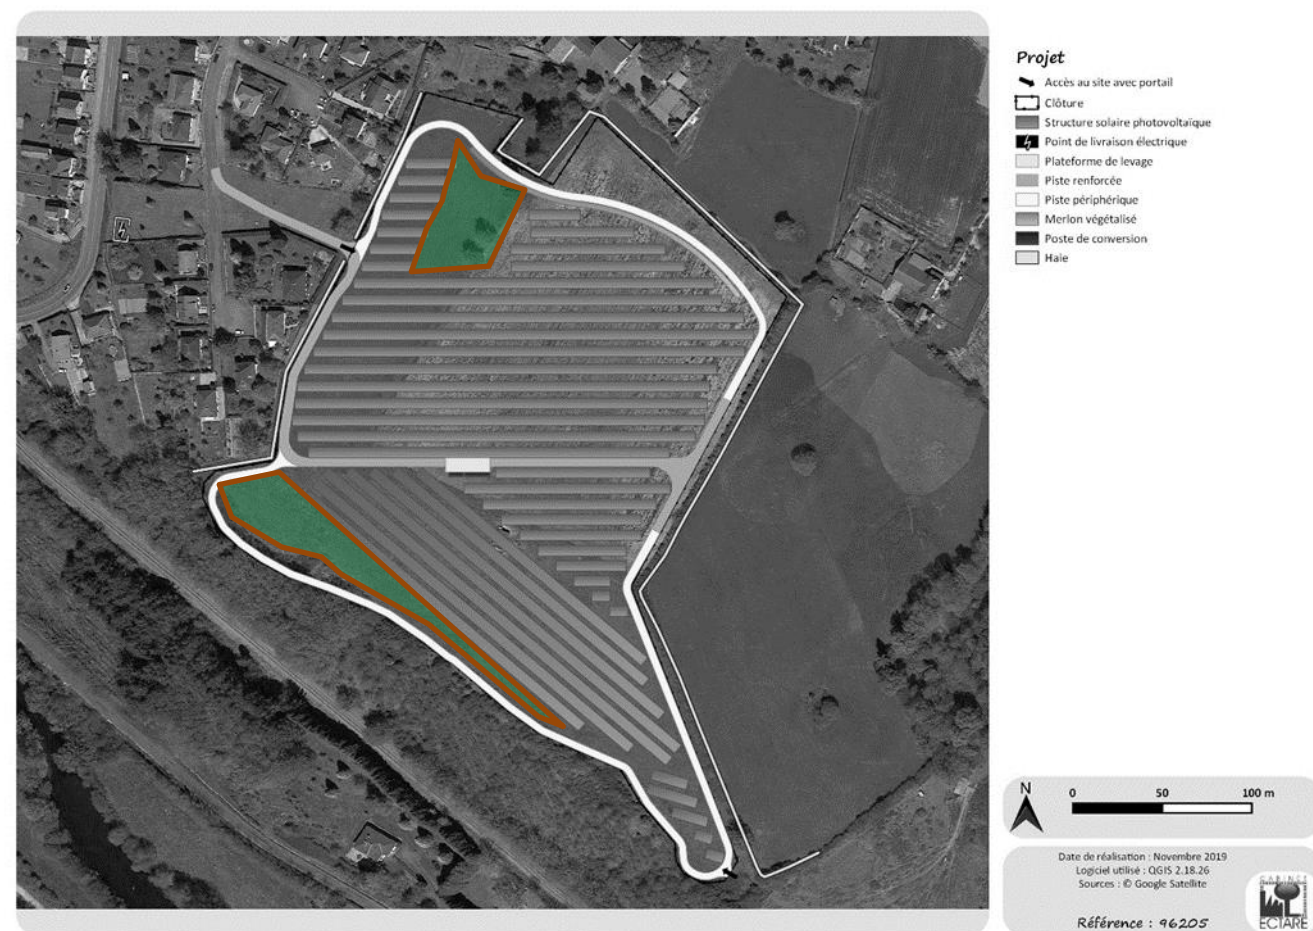 Projet
Accès au site avec portail
Clôture
Structure solaire photovoltaïque
Point de livraison électrique
Plateforme de levage
Piste renforcée
Piste périphérique
Merlon végétalisé
Poste de conversion
Haie
N
0 50 100 m
Date de réalisation : Novembre 2019
Logiciel utilisé : QGIS 2.18.26
Sources : © Google Satellite
Référence : 96205
CABINET
ECTARE